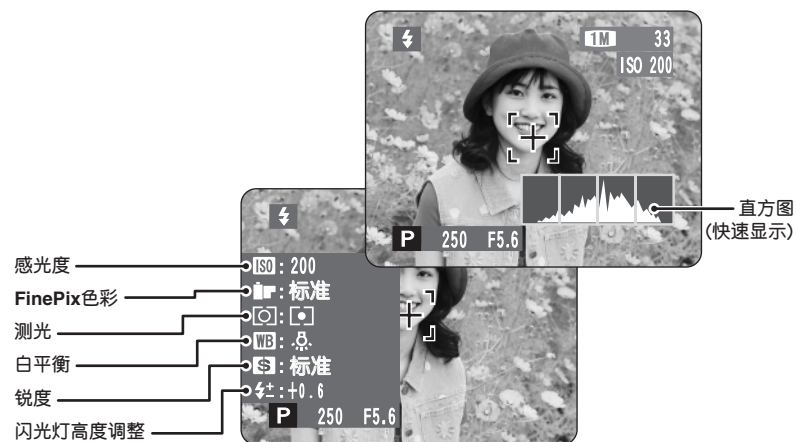 1M 33
ISO 200
P 250 F5.6
直方图
(快速显示)
感光度
FinePix色彩
测光
白平衡
锐度
闪光灯高度调整
ISO : 200
: 标准
:
WB :
S : 标准
± : +0.6
P 250 F5.6